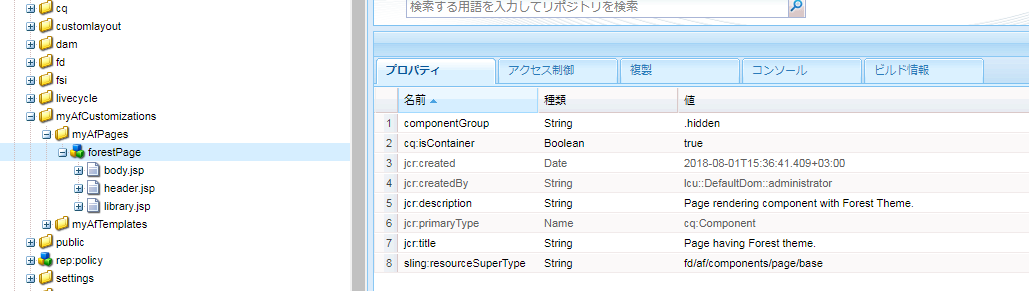 cq
customlayout
dam
fd
fsi
livecycle
myAfCustomizations
myAfPages
forestPage
body.jsp
header.jsp
library.jsp
myAfTemplates
public
rep:policy
settings
検索する用語を入力してリポジトリを検索
プロパティ アクセス制御 複製 コンソール ビルド情報
名前 種類 値
1 componentGroup String .hidden
2 cq:isContainer Boolean true
3 jcr:created Date 2018-08-01T15:36:41.409+03:00
4 jcr:createdBy String lcu::DefaultDom::administrator
5 jcr:description String Page rendering component with Forest Theme.
6 jcr:primaryType Name cq:Component
7 jcr:title String Page having Forest theme.
8 sling:resourceSuperType String fd/af/components/page/base